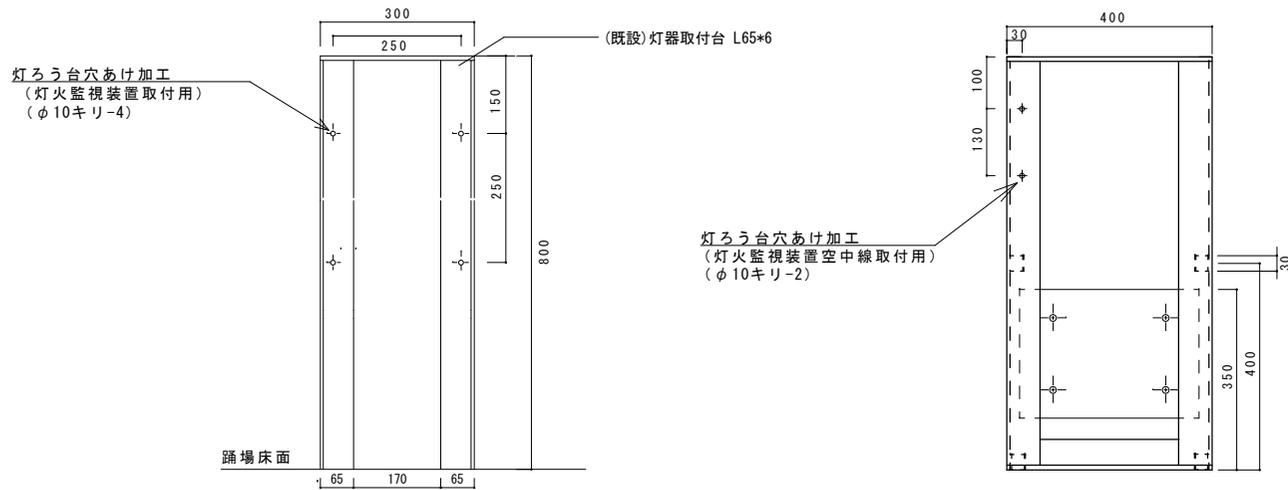 300
250
(既設)灯器取付台 L65*6
灯ろう台穴あけ加工
(灯火監視装置取付用)
(φ10キリ-4)
150
250
800
踊場床面
65
170
65
400
30
100
130
灯ろう台穴あけ加工
(灯火監視装置空中線取付用)
(φ10キリ-2)
30
350
400